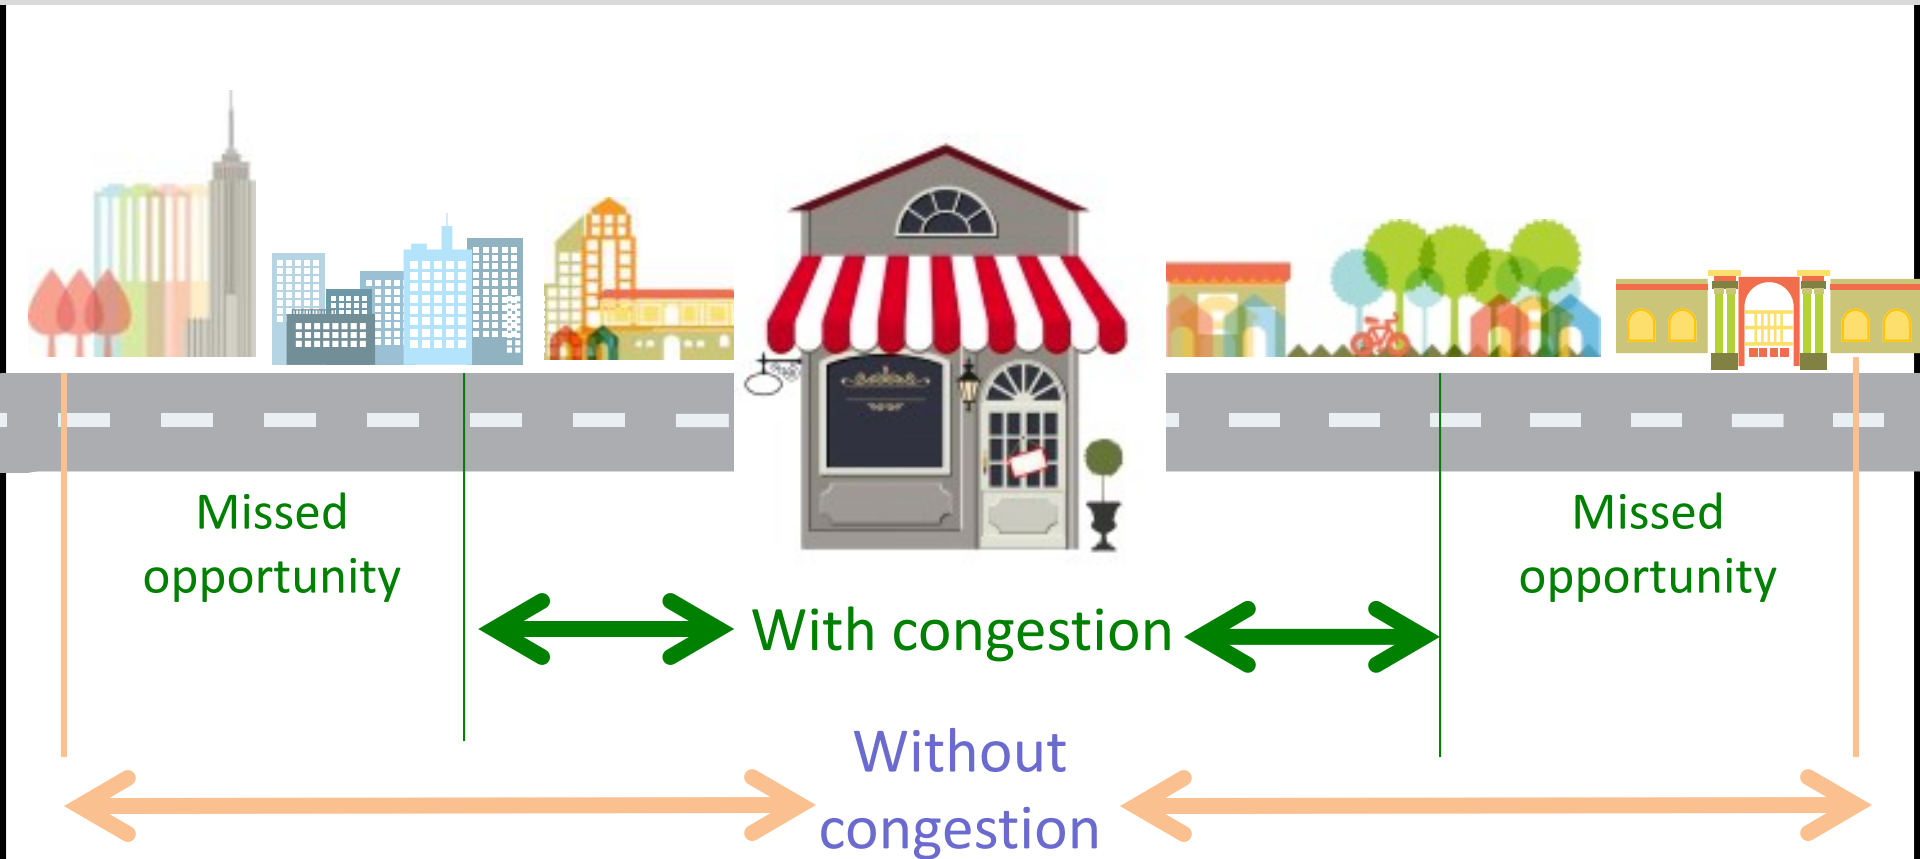 Missed
opportunity
Missed
opportunity
With congestion
Without
congestion